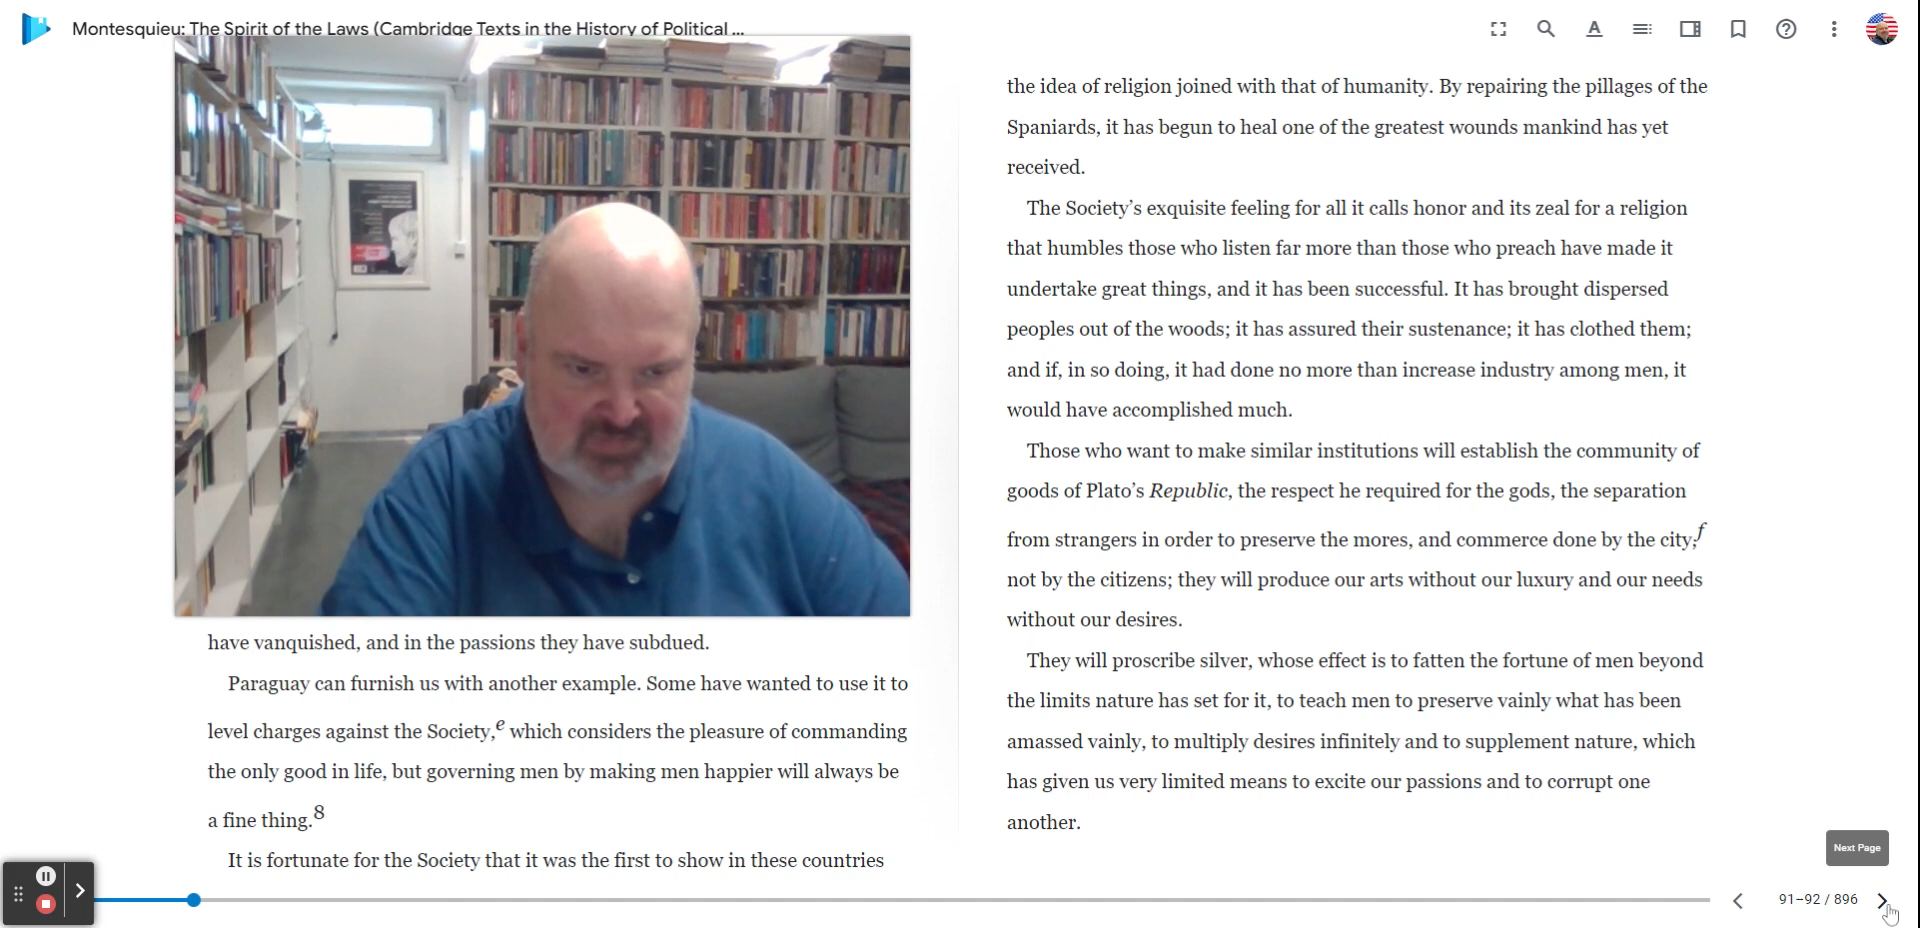 Montesquieu: The Spirit of the Laws (Cambridge Texts in the History of Political ...
have vanquished, and in the passions they have subdued.
Paraguay can furnish us with another example. Some have wanted to use it to
level charges against the Society,e which considers the pleasure of commanding
the only good in life, but governing men by making men happier will always be
a fine thing.8
It is fortunate for the Society that it was the first to show in these countries
the idea of religion joined with that of humanity. By repairing the pillages of the
Spaniards, it has begun to heal one of the greatest wounds mankind has yet
received.
The Society’s exquisite feeling for all it calls honor and its zeal for a religion
that humbles those who listen far more than those who preach have made it
undertake great things, and it has been successful. It has brought dispersed
peoples out of the woods; it has assured their sustenance; it has clothed them;
and if, in so doing, it had done no more than increase industry among men, it
would have accomplished much.
Those who want to make similar institutions will establish the community of
goods of Plato’s Republic, the respect he required for the gods, the separation
from strangers in order to preserve the mores, and commerce done by the city,f
not by the citizens; they will produce our arts without our luxury and our needs
without our desires.
They will proscribe silver, whose effect is to fatten the fortune of men beyond
the limits nature has set for it, to teach men to preserve vainly what has been
amassed vainly, to multiply desires infinitely and to supplement nature, which
has given us very limited means to excite our passions and to corrupt one
another.
Next Page
91–92 / 896